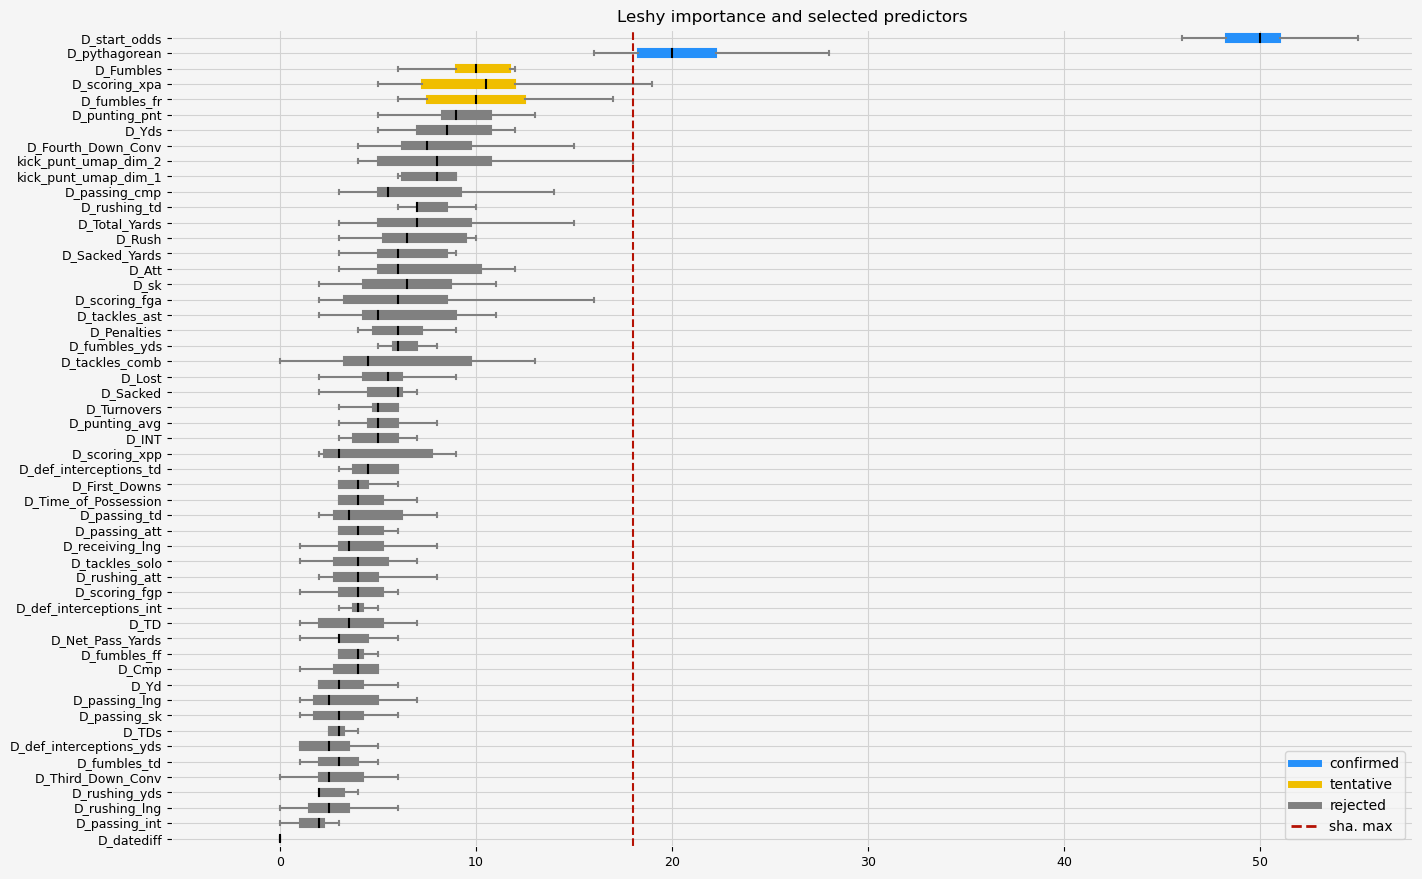 Leshy importance and selected predictors
D_start_odds
D_pythagorean
D_Fumbles
D_scoring_xpa
D_fumbles_fr
D_punting_pnt
D_Yds
D_Fourth_Down_Conv
kick_punt_umap_dim_2
kick_punt_umap_dim_1
D_passing_cmp
D_rushing_td
D_Total_Yards
D_Rush
D_Sacked_Yards
D_Att
D_sk
D_scoring_fga
D_tackles_ast
D_Penalties
D_fumbles_yds
D_tackles_comb
D_Lost
D_Sacked
D_Turnovers
D_punting_avg
D_INT
D_scoring_xpp
D_def_interceptions_td
D_First_Downs
D_Time_of_Possession
D_passing_td
D_passing_att
D_receiving_lng
D_tackles_solo
D_rushing_att
D_scoring_fgp
D_def_interceptions_int
D_TD
D_Net_Pass_Yards
D_fumbles_ff
D_Cmp
D_Yd
D_passing_lng
D_passing_sk
D_TDs
D_def_interceptions_yds
D_fumbles_td
D_Third_Down_Conv
D_rushing_yds
D_rushing_lng
D_passing_int
D_datediff
confirmed
tentative
rejected
sha. max
0 10 20 30 40 50